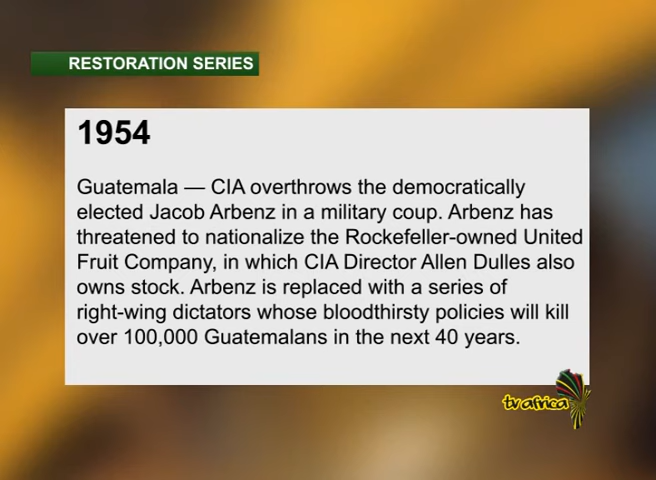 RESTORATION SERIES
1954
Guatemala — CIA overthrows the democratically
elected Jacob Arbenz in a military coup. Arbenz has
threatened to nationalize the Rockefeller-owned United
Fruit Company, in which CIA Director Allen Dulles also
owns stock. Arbenz is replaced with a series of
right-wing dictators whose bloodthirsty policies will kill
over 100,000 Guatemalans in the next 40 years.
tv africa